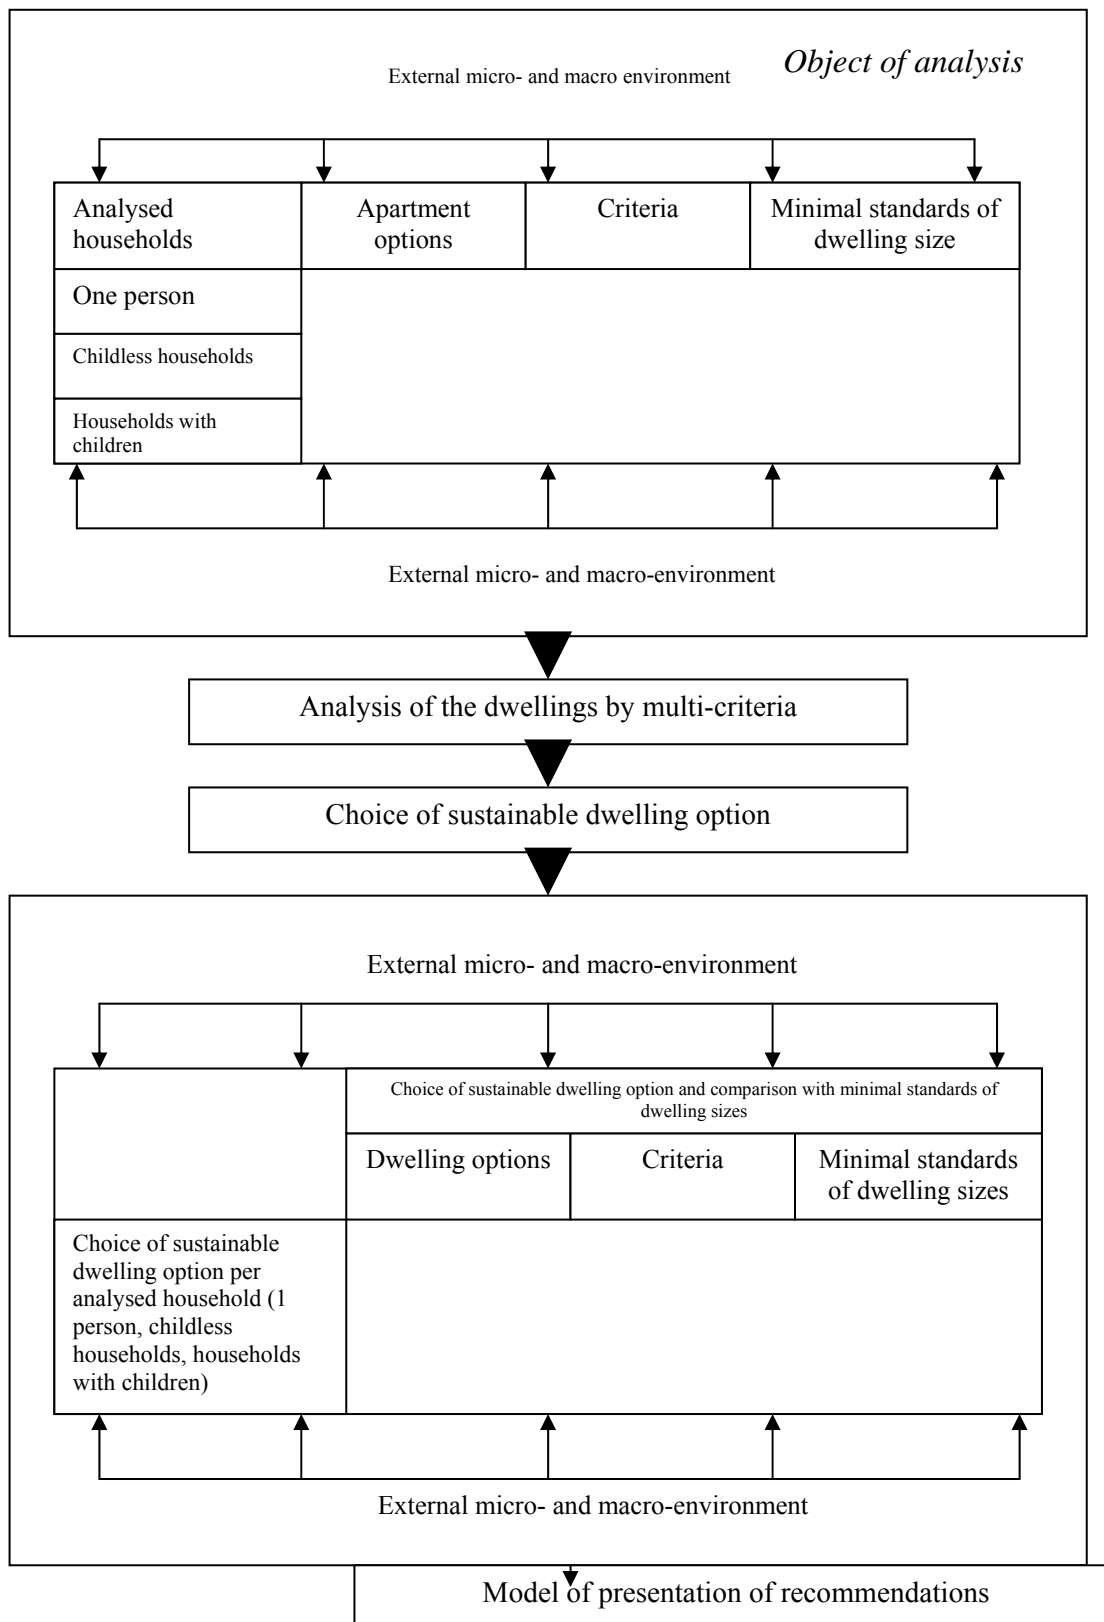 Object of analysis
External micro- and macro environment
Analysed
households
Apartment
options
Criteria
Minimal standards of
dwelling size
One person
Childless households
Households with
children
External micro- and macro-environment
Analysis of the dwellings by multi-criteria
Choice of sustainable dwelling option
External micro- and macro-environment
Choice of sustainable dwelling option and comparison with minimal standards of
dwelling sizes
Dwelling options
Criteria
Minimal standards
of dwelling sizes
Choice of sustainable
dwelling option per
analysed household (1
person, childless
households, households
with children)
External micro- and macro-environment
Model of presentation of recommendations